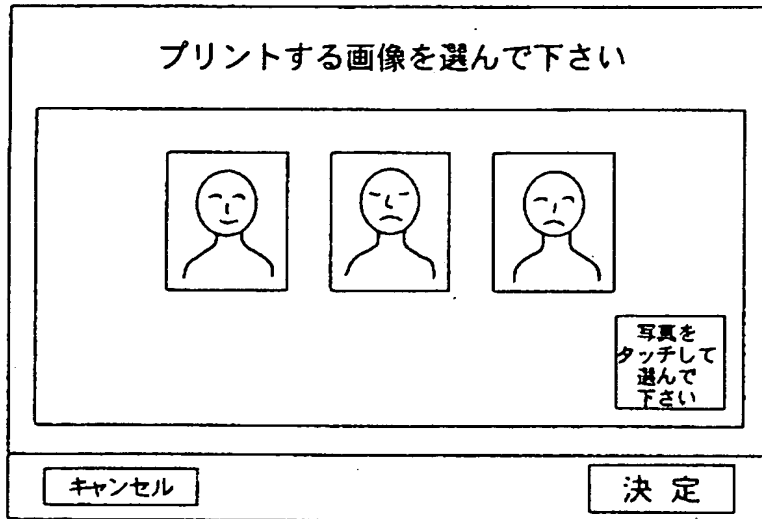 プリントする画像を選んで下さい
写真を
タッチして
選んで
下さい
キャンセル
決定